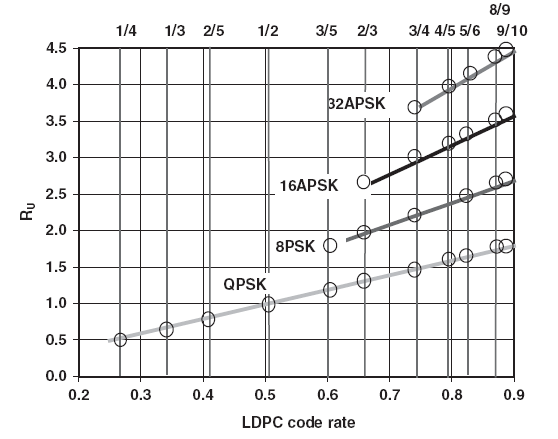 8/9
1/4 1/3 2/5 1/2 3/5 2/3 3/4 4/5 5/6 9/10
4.5
4.0
32APSK
3.5
3.0
16APSK
2.5
RU
2.0
8PSK
1.5
QPSK
1.0
0.5
0.0
0.2 0.3 0.4 0.5 0.6 0.7 0.8 0.9
LDPC code rate